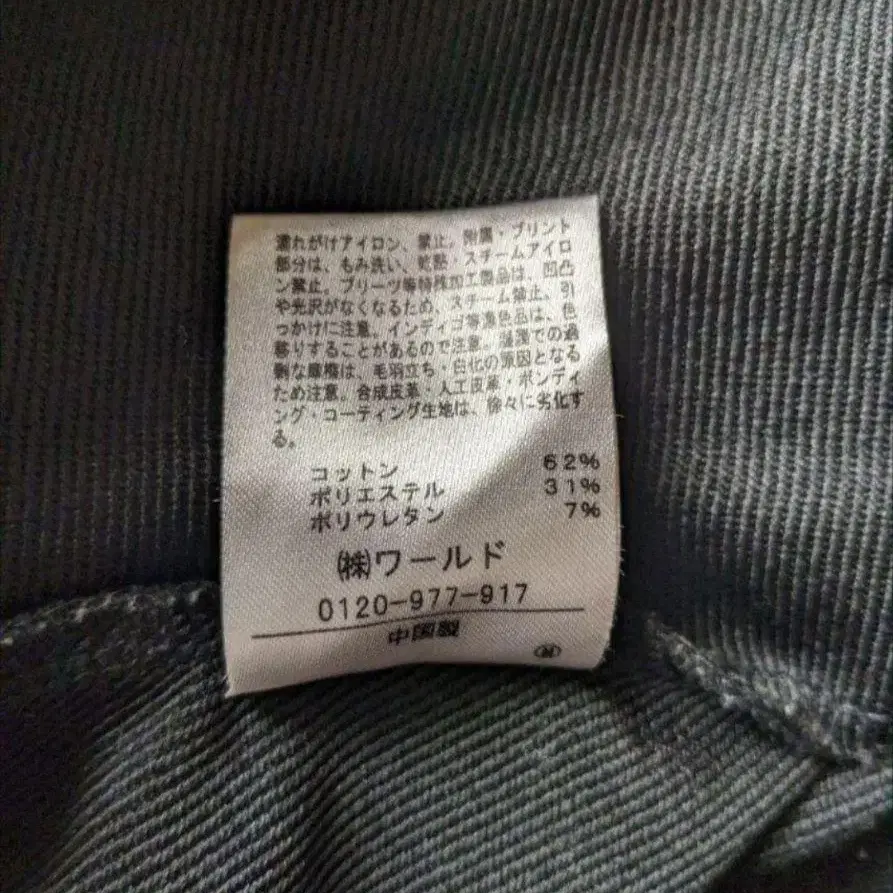 濡れがけアイロン、禁止。附属・プリント
部分は、もみ洗い、乾熱・スチームアイロ
ン禁止。プリーツ等特殊加工製品は、凹凸
や光沢がなくなるため、スチーム禁止。引
っかけに注意。インディゴ等濃色品は、色
移りすることがあるので注意。湿潤での過
剰な摩擦は、毛羽立ち・白化の原因となる
ため注意。合成皮革・人工皮革・ボンディ
ング・コーティング生地は、徐々に劣化す
る。
コットン 62%
ポリエステル 31%
ポリウレタン 7%
㈱ワールド
0120-977-917
中国製